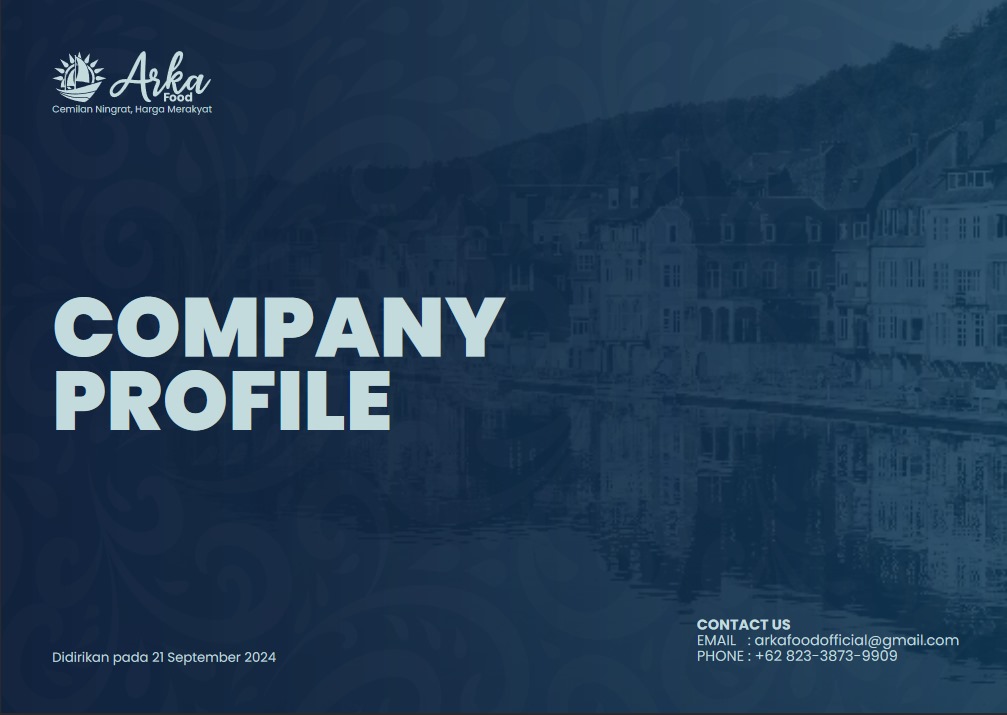 Arka
Food
Cemilan Ningrat, Harga Merakyat
COMPANY
PROFILE
Didirikan pada 21 September 2024
CONTACT US
EMAIL : arkafoodofficial@gmail.com
PHONE : +62 823-3873-9909